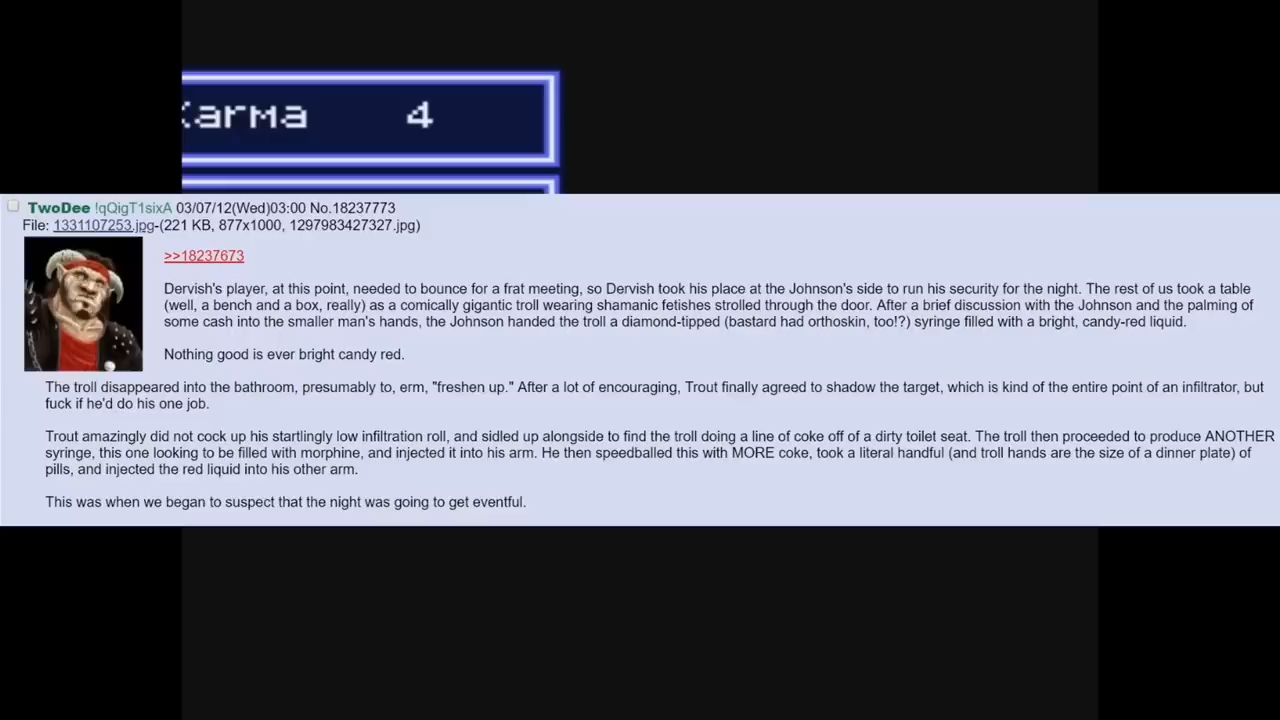 Karma 4
TwoDee !qQigT1sixA 03/07/12(Wed)03:00 No.18237773
File: 1331107253.jpg-(221 KB, 877x1000, 1297983427327.jpg)
>>18237673
Dervish's player, at this point, needed to bounce for a frat meeting, so Dervish took his place at the Johnson's side to run his security for the night. The rest of us took a table
(well, a bench and a box, really) as a comically gigantic troll wearing shamanic fetishes strolled through the door. After a brief discussion with the Johnson and the palming of
some cash into the smaller man's hands, the Johnson handed the troll a diamond-tipped (bastard had orthoskin, too!?) syringe filled with a bright, candy-red liquid.
Nothing good is ever bright candy red.
The troll disappeared into the bathroom, presumably to, erm, "freshen up." After a lot of encouraging, Trout finally agreed to shadow the target, which is kind of the entire point of an infiltrator, but
fuck if he'd do his one job.
Trout amazingly did not cock up his startlingly low infiltration roll, and sidled up alongside to find the troll doing a line of coke off of a dirty toilet seat. The troll then proceeded to produce ANOTHER
syringe, this one looking to be filled with morphine, and injected it into his arm. He then speedballed this with MORE coke, took a literal handful (and troll hands are the size of a dinner plate) of
pills, and injected the red liquid into his other arm.
This was when we began to suspect that the night was going to get eventful.